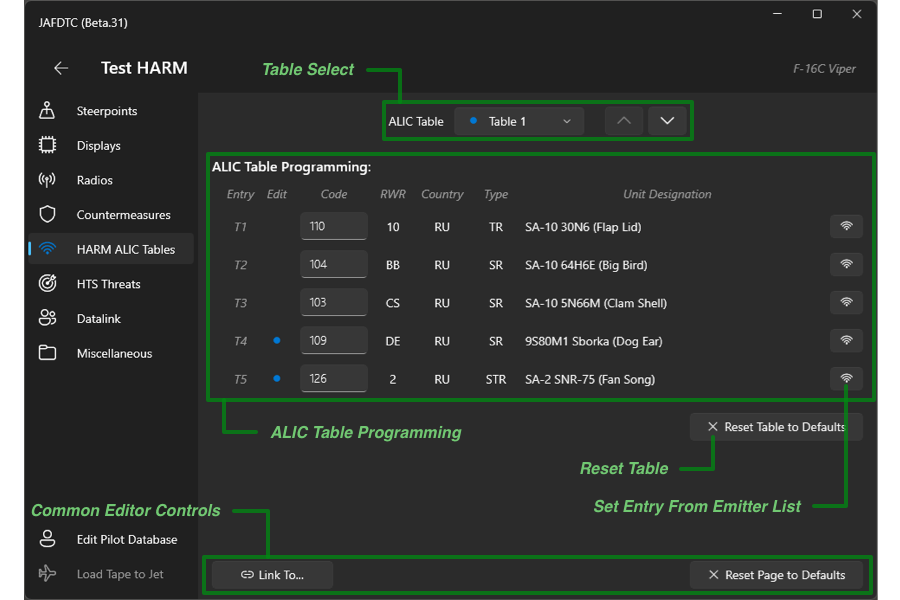 JAFDTC (Beta.31)
Test HARM
Table Select
F-16C Viper
Steerpoints
Displays
Radios
Countermeasures
HARM ALIC Tables
HTS Threats
Datalink
Miscellaneous
ALIC Table Table 1
ALIC Table Programming:
Entry Edit Code RWR Country Type Unit Designation
T1 110 10 RU TR SA-10 30N6 (Flap Lid)
T2 104 BB RU SR SA-10 64H6E (Big Bird)
T3 103 CS RU SR SA-10 5N66M (Clam Shell)
T4 109 DE RU SR 9S80M1 Sborka (Dog Ear)
T5 126 2 RU STR SA-2 SNR-75 (Fan Song)
ALIC Table Programming
Reset Table to Defaults
Reset Table
Set Entry From Emitter List
Common Editor Controls
Edit Pilot Database
Load Tape to Jet
Link To...
Reset Page to Defaults